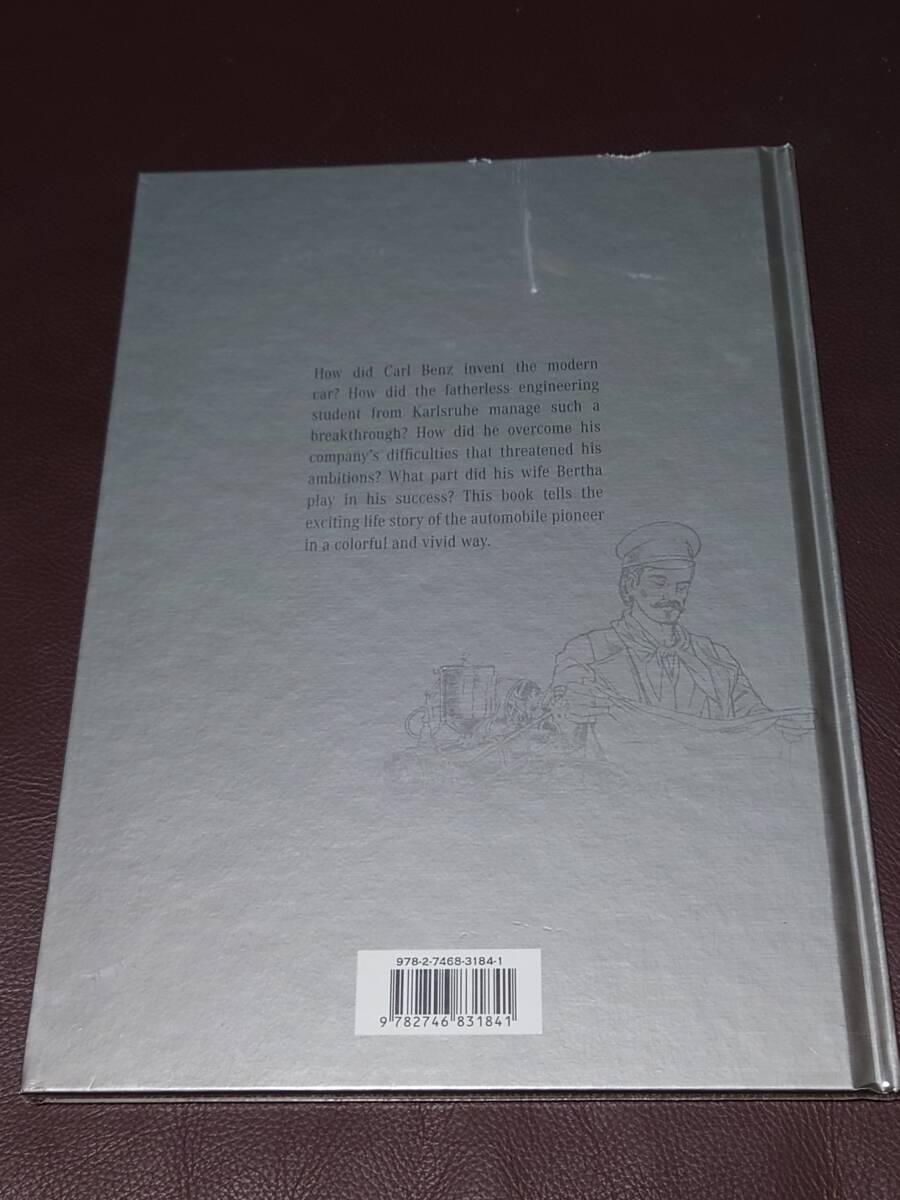 How did Carl Benz invent the modern
car? How did the fatherless engineering
student from Karlsruhe manage such a
breakthrough? How did he overcome his
company's difficulties that threatened his
ambitions? What part did his wife Bertha
play in his success? This book tells the
exciting life story of the automobile pioneer
in a colorful and vivid way.
978-2-7468-3184-1
9 782746 831841